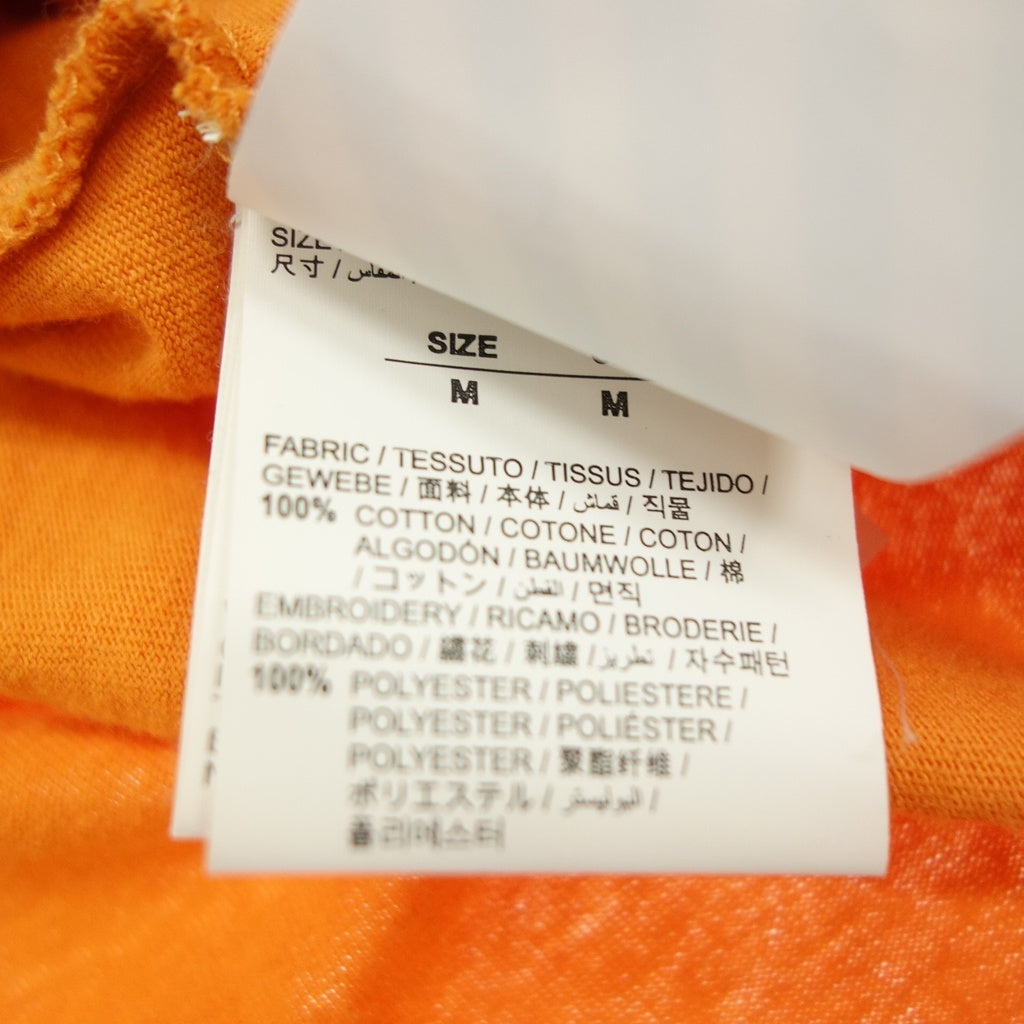 SIZE
尺寸 /
SIZE
M M
FABRIC / TESSUTO / TISSUS / TEJIDO /
GEWEBE / 面料 / 本体 / قماش / 직물
100% COTTON / COTONE / COTON /
ALGODÓN / BAUMWOLLE / 棉
/ コットン / القطن / 면직
EMBROIDERY / RICAMO / BRODERIE /
BORDADO / 繡花 / 刺繍 / تطريز / 자수패턴
100% POLYESTER / POLIESTERE /
POLYESTER / POLIÉSTER /
POLYESTER / 聚酯纤维 /
ポリエステル / البوليستر /
폴리에스터